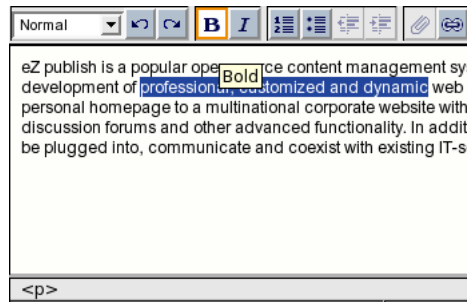 Normal B I
eZ publish is a popular ope rce content management sy
Bold
development of professional, customized and dynamic web
personal homepage to a multinational corporate website with
discussion forums and other advanced functionality. In addit
be plugged into, communicate and coexist with existing IT-s
<p>